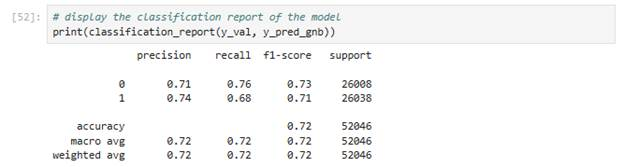 [52]: # display the classification report of the model
print(classification_report(y_val, y_pred_gnb))
precision recall f1-score support
0 0.71 0.76 0.73 26008
1 0.74 0.68 0.71 26038
accuracy 0.72 52046
macro avg 0.72 0.72 0.72 52046
weighted avg 0.72 0.72 0.72 52046